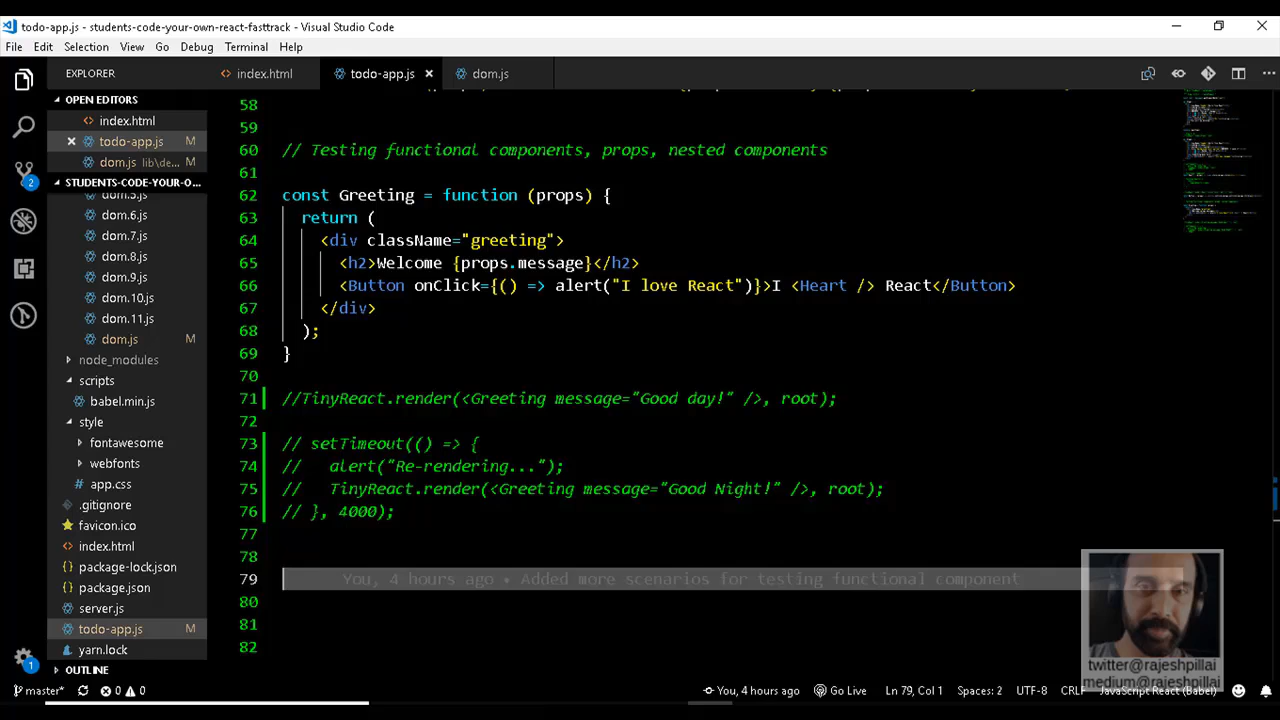 todo-app.js - students-code-your-own-react-fasttrack - Visual Studio Code
File Edit Selection View Go Debug Terminal Help
EXPLORER
index.html
todo-app.js
dom.js
OPEN EDITORS
index.html
todo-app.js M
dom.js lib\de... M
STUDENTS-CODE-YOUR-O...
dom.5.js
dom.6.js
dom.7.js
dom.8.js
dom.9.js
dom.10.js
dom.11.js
dom.js M
node_modules
scripts
babel.min.js
style
fontawesome
webfonts
app.css
.gitignore
favicon.ico
index.html
package-lock.json
package.json
server.js
todo-app.js M
yarn.lock
OUTLINE
2
1
58
59
60 // Testing functional components, props, nested components
61
62 const Greeting = function (props) {
63 return (
64 <div className="greeting">
65 <h2>Welcome {props.message}</h2>
66 <Button onClick={() => alert("I love React")}>I <Heart /> React</Button>
67 </div>
68 );
69 }
70
71 //TinyReact.render(<Greeting message="Good day!" />, root);
72
73 // setTimeout(() => {
74 // alert("Re-rendering...");
75 // TinyReact.render(<Greeting message="Good Night!" />, root);
76 // }, 4000);
77
78
79 You, 4 hours ago • Added more scenarios for testing functional component
80
81
82
twitter@rajeshpillai
medium@rajeshpillai
master* 0 0 You, 4 hours ago Go Live Ln 79, Col 1 Spaces: 2 UTF-8 CRLF JavaScript React (Babel)